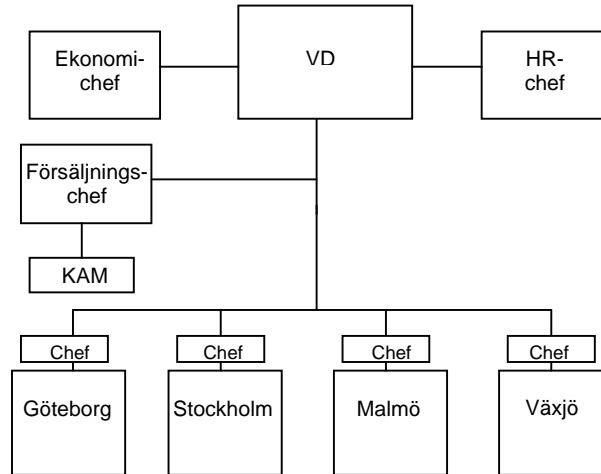 Ekonomi-
chef
VD
HR-
chef
Försäljnings-
chef
KAM
Chef
Chef
Chef
Chef
Göteborg
Stockholm
Malmö
Växjö